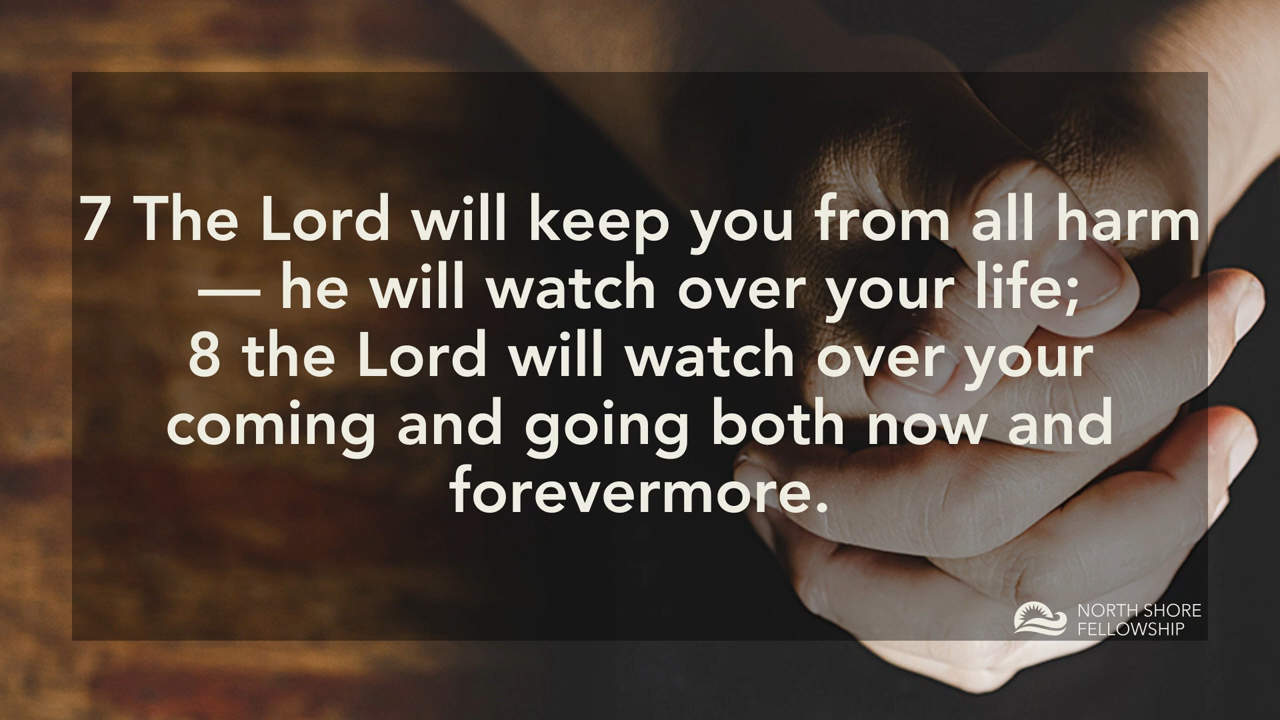 7 The Lord will keep you from all harm
— he will watch over your life;
8 the Lord will watch over your
coming and going both now and
forevermore.
NORTH SHORE
FELLOWSHIP